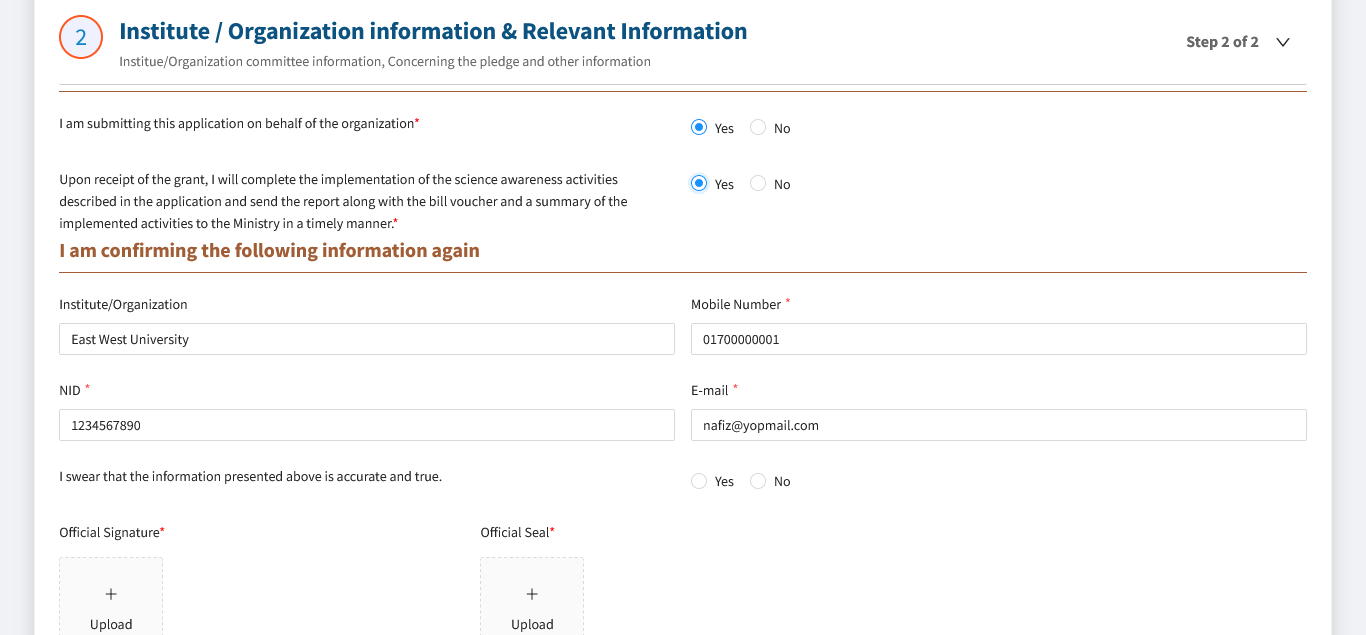 2
Institute / Organization information & Relevant Information
Institue/Organization committee information, Concerning the pledge and other information
Step 2 of 2
I am submitting this application on behalf of the organization*
Yes No
Upon receipt of the grant, I will complete the implementation of the science awareness activities
described in the application and send the report along with the bill voucher and a summary of the
implemented activities to the Ministry in a timely manner.*
Yes No
I am confirming the following information again
Institute/Organization
East West University
Mobile Number *
01700000001
NID *
1234567890
E-mail *
nafiz@yopmail.com
I swear that the information presented above is accurate and true.
Yes No
Official Signature*
Upload
Official Seal*
Upload